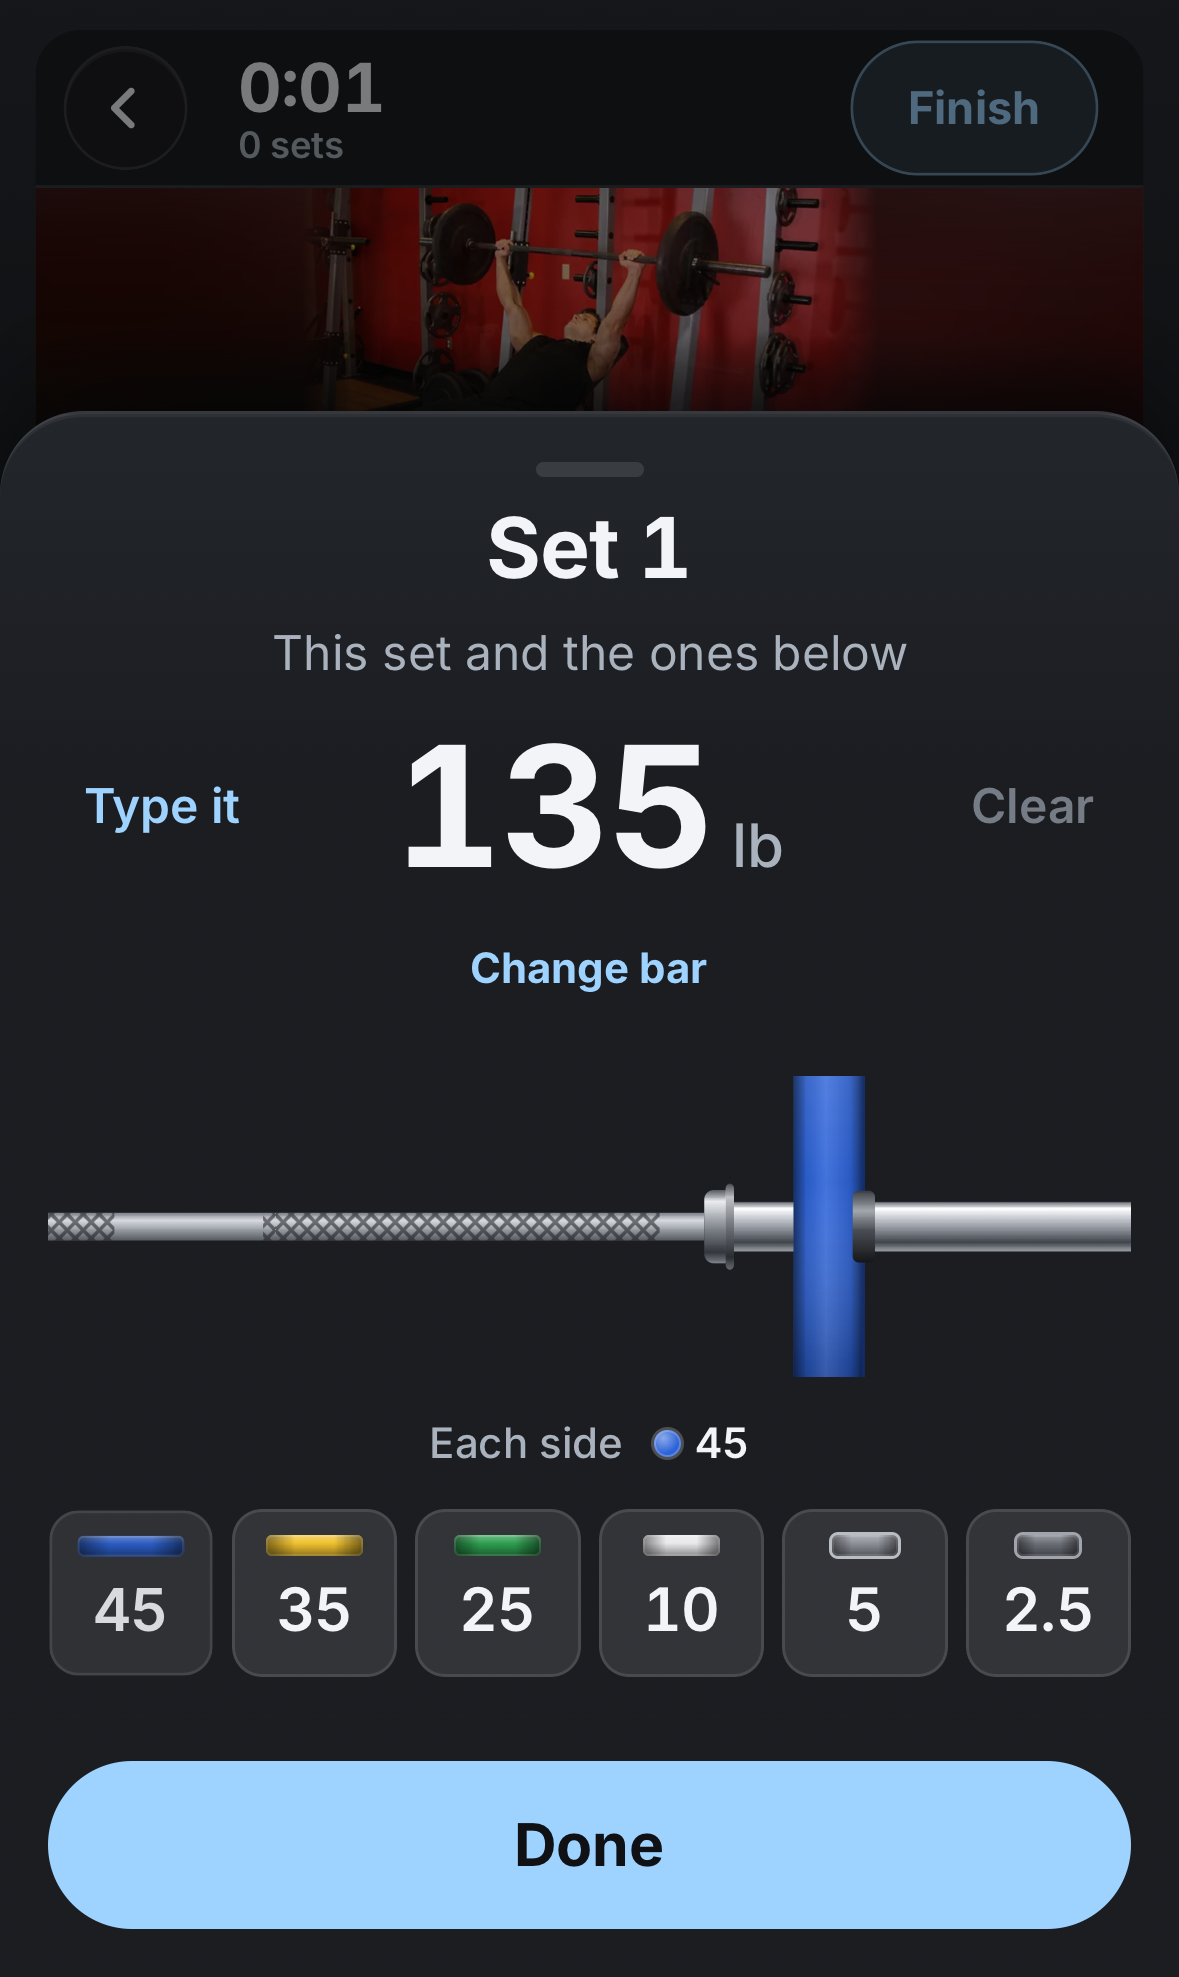 0:01
0 sets
Finish
Set 1
This set and the ones below
Type it
135 lb
Clear
Change bar
Each side 45
45
35
25
10
5
2.5
Done